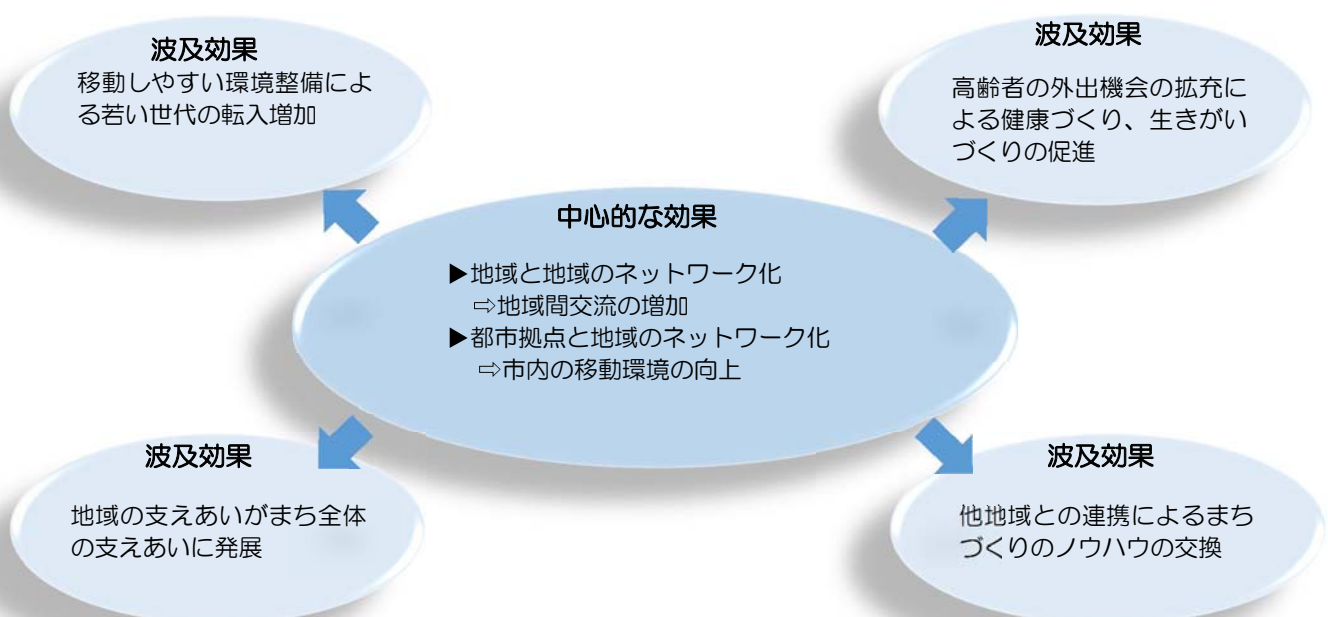 波及効果
移動しやすい環境整備によ
る若い世代の転入増加
波及効果
高齢者の外出機会の拡充に
よる健康づくり、生きがい
づくりの促進
中心的な効果
▶地域と地域のネットワーク化
⇨地域間交流の増加
▶都市拠点と地域のネットワーク化
⇨市内の移動環境の向上
波及効果
地域の支えあいがまち全体
の支えあいに発展
波及効果
他地域との連携によるまち
づくりのノウハウの交換